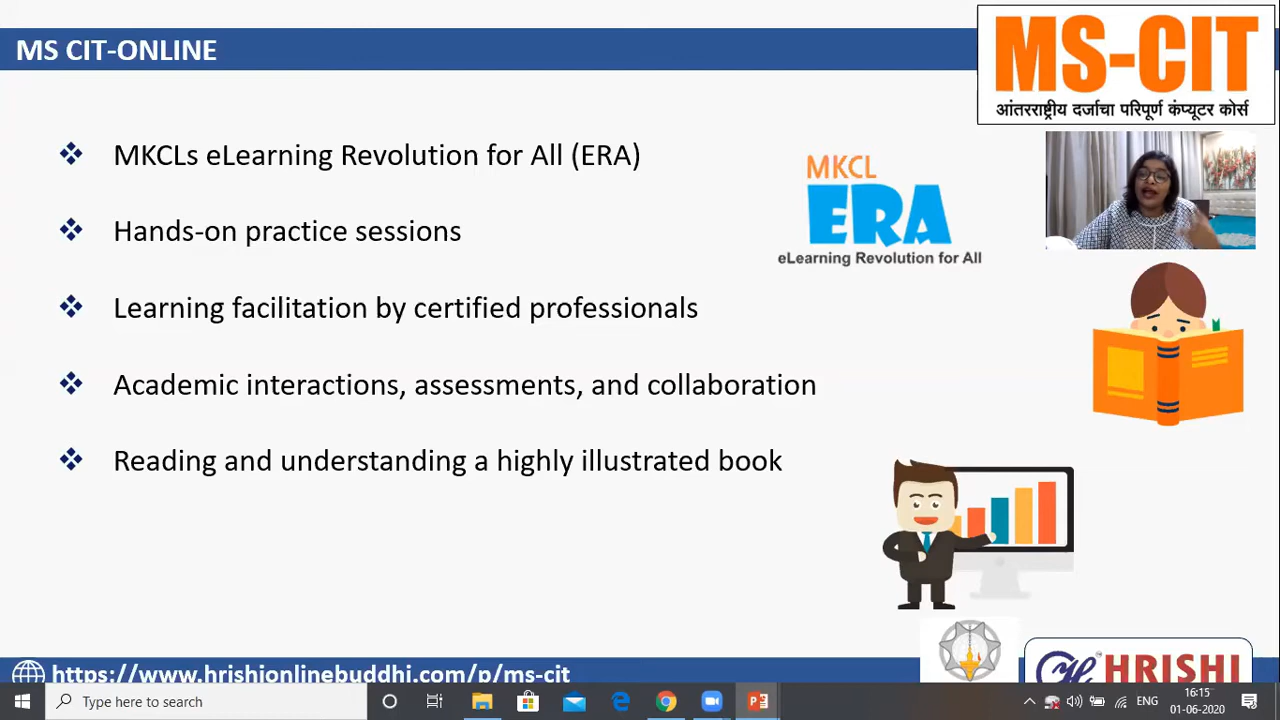 MS CIT-ONLINE
MS-CIT
आंतरराष्ट्रीय दर्जाचा परिपूर्ण कंप्यूटर कोर्स
MKCLs eLearning Revolution for All (ERA)
MKCL
ERA
eLearning Revolution for All
Hands-on practice sessions
Learning facilitation by certified professionals
Academic interactions, assessments, and collaboration
Reading and understanding a highly illustrated book
https://www.hrishionlinebuddhi.com/p/ms-cit
HRISHI
Type here to search
ENG
16:15
01-06-2020